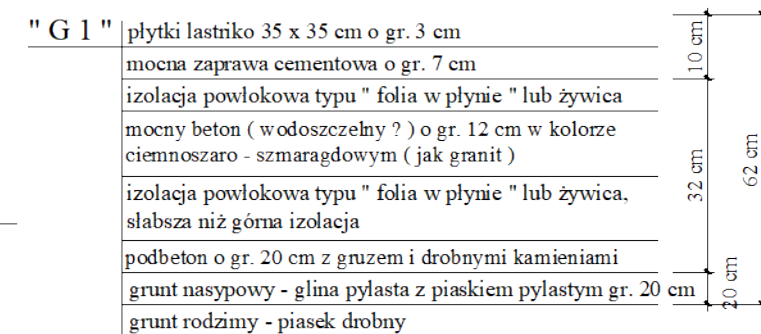 " G 1 " płytki lastriko 35 x 35 cm o gr. 3 cm
mocna zaprawa cementowa o gr. 7 cm
izolacja powłokowa typu " folia w płynie " lub żywica
mocny beton ( wodoszczelny ? ) o gr. 12 cm w kolorze
ciemnoszaro - szmaragdowym ( jak granit )
izolacja powłokowa typu " folia w płynie " lub żywica,
słabsza niż górna izolacja
podbeton o gr. 20 cm z gruzem i drobnymi kamieniami
grunt nasypowy - glina pylasta z piaskiem pylastym gr. 20 cm
grunt rodzimy - piasek drobny
10 cm
32 cm
20 cm
62 cm